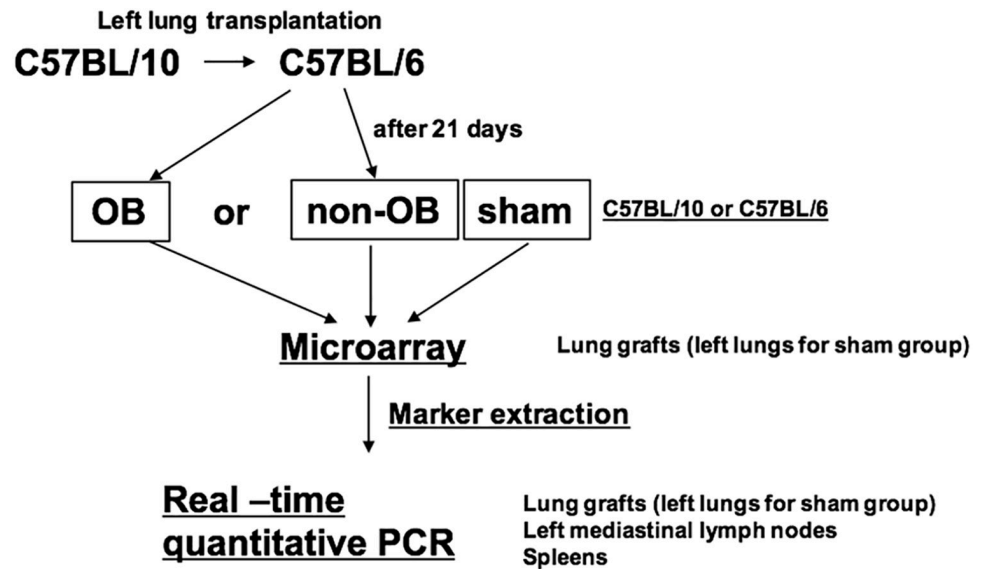 Left lung transplantation
C57BL/10 C57BL/6
after 21 days
OB or non-OB sham C57BL/10 or C57BL/6
Microarray Lung grafts (left lungs for sham group)
Marker extraction
Real –time
quantitative PCR
Lung grafts (left lungs for sham group)
Left mediastinal lymph nodes
Spleens